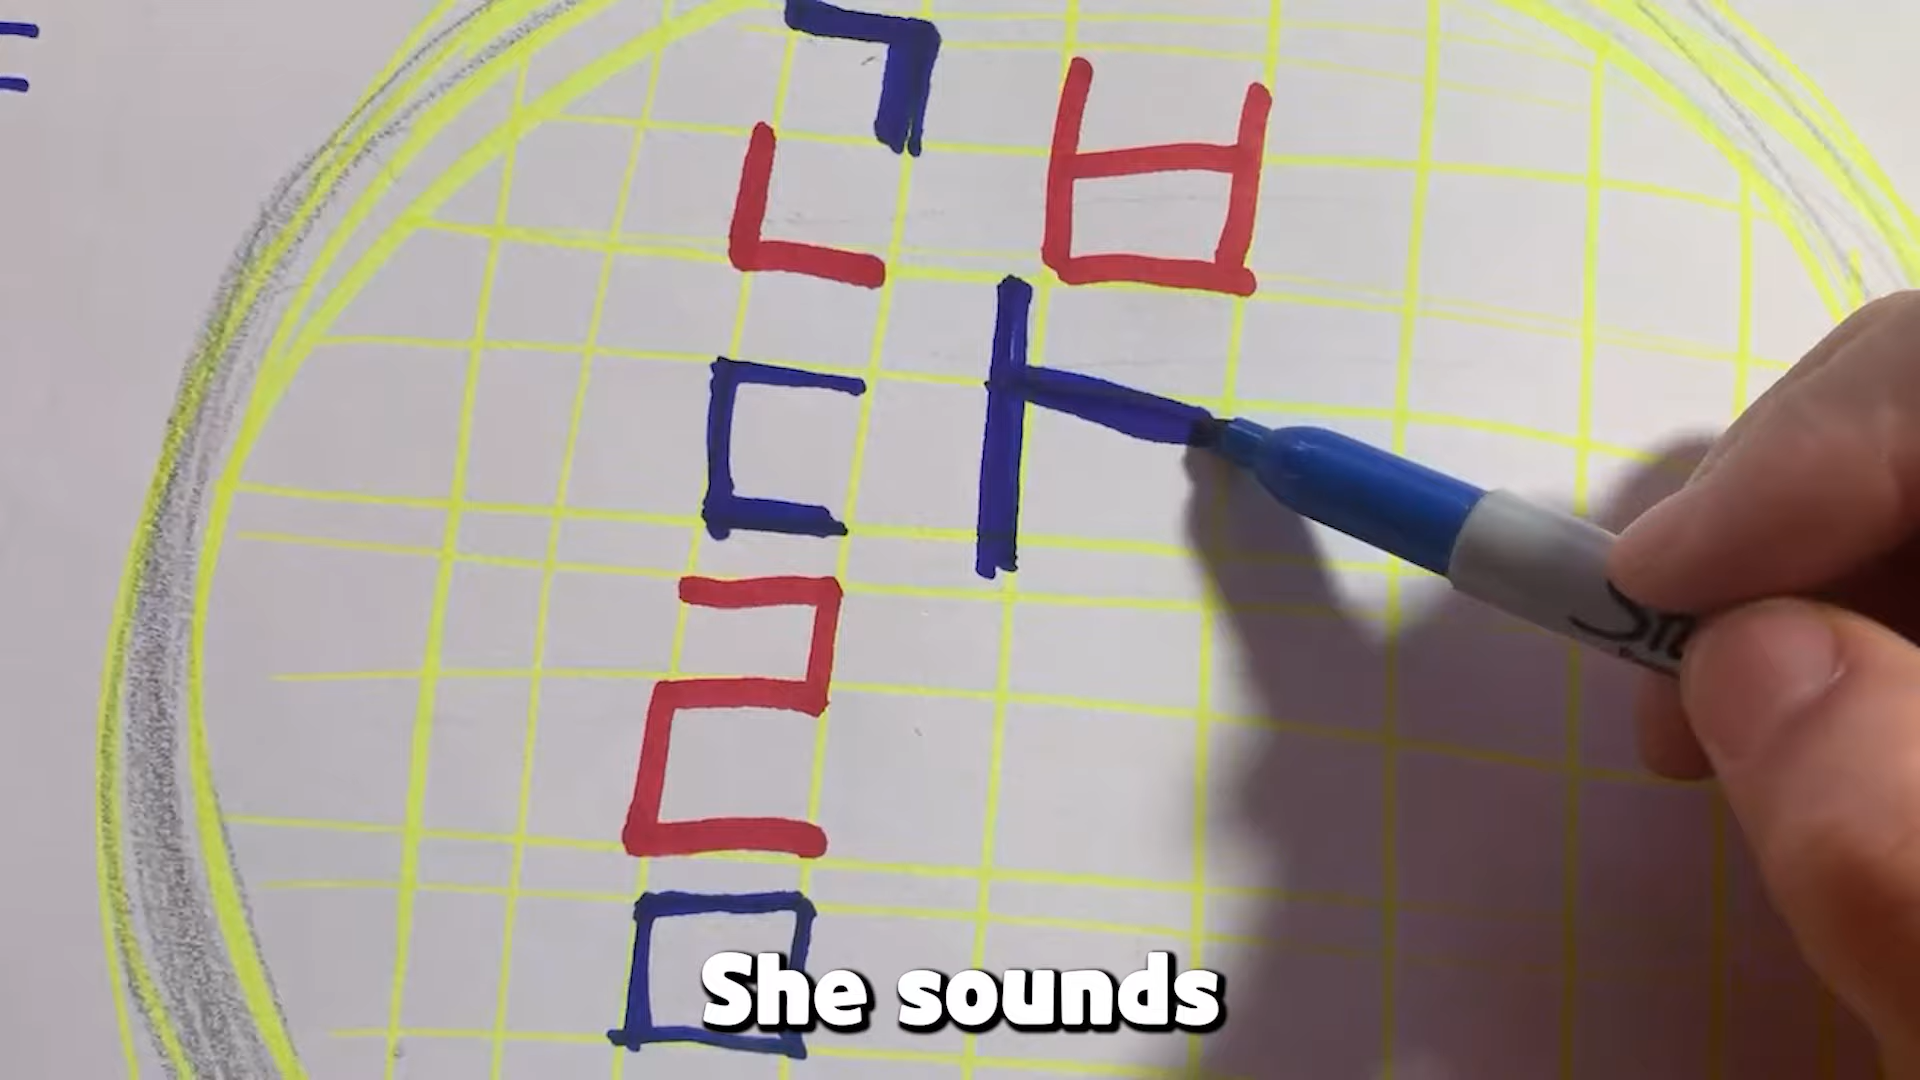 ㄱ
ㄴ
ㄷ
ㄹ
ㅁ
ㅂ
ㅏ
She sounds